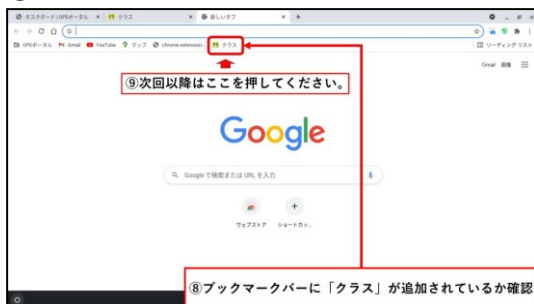 タスクボード | OPEポータル
クラス
新しいタブ
OPEポータル
Gmail
YouTube
マップ
chrome-extension...
クラス
リーディング リスト
Gmail 画像
⑨次回以降はここを押してください。
Google
Google で検索または URL を入力
ウェブストア
ショートカッ...
⑧ブックマークバーに「クラス」が追加されているか確認